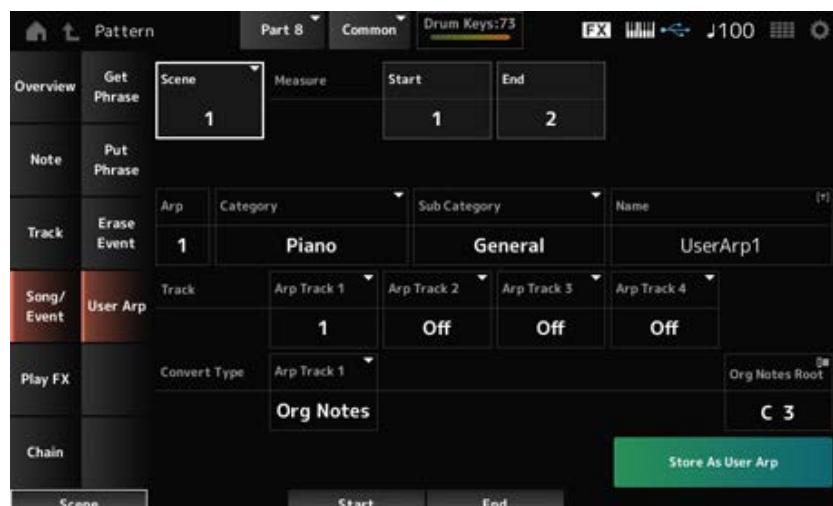 Pattern Part 8 Common Drum Keys:73 FX ♩100
Overview Get Phrase Scene Measure Start End
1 1 2
Note Put Phrase
Arp Category Sub Category Name [T]
Track Erase Event 1 Piano General UserArp1
Song/Event User Arp Track Arp Track 1 Arp Track 2 Arp Track 3 Arp Track 4
1 Off Off Off
Play FX Convert Type Arp Track 1 Org Notes Root
Org Notes C 3
Chain Store As User Arp
Scene Start End